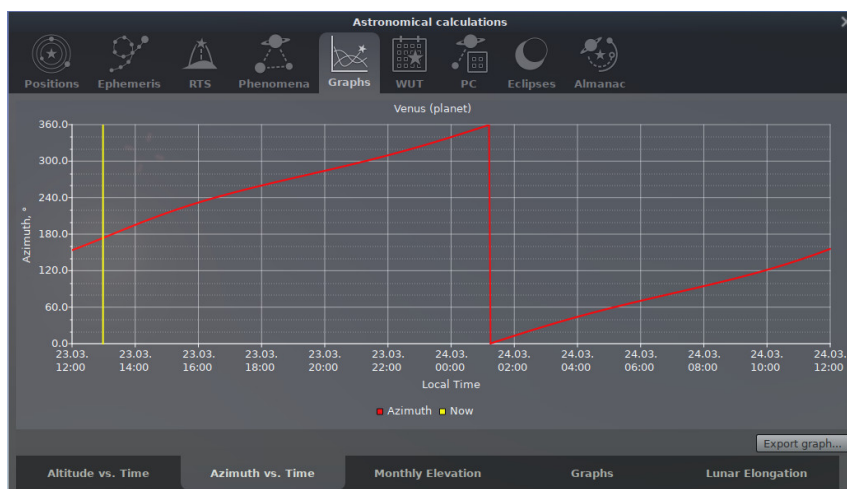 Astronomical calculations
Positions Ephemeris RTS Phenomena Graphs WUT PC Eclipses Almanac
Venus (planet)
360.0
300.0
240.0
180.0
120.0
60.0
0.0
Azimuth, °
23.03. 23.03. 23.03. 23.03. 23.03. 23.03. 24.03. 24.03. 24.03. 24.03. 24.03. 24.03. 24.03.
12:00 14:00 16:00 18:00 20:00 22:00 00:00 02:00 04:00 06:00 08:00 10:00 12:00
Local Time
Azimuth Now
Export graph...
Altitude vs. Time Azimuth vs. Time Monthly Elevation Graphs Lunar Elongation